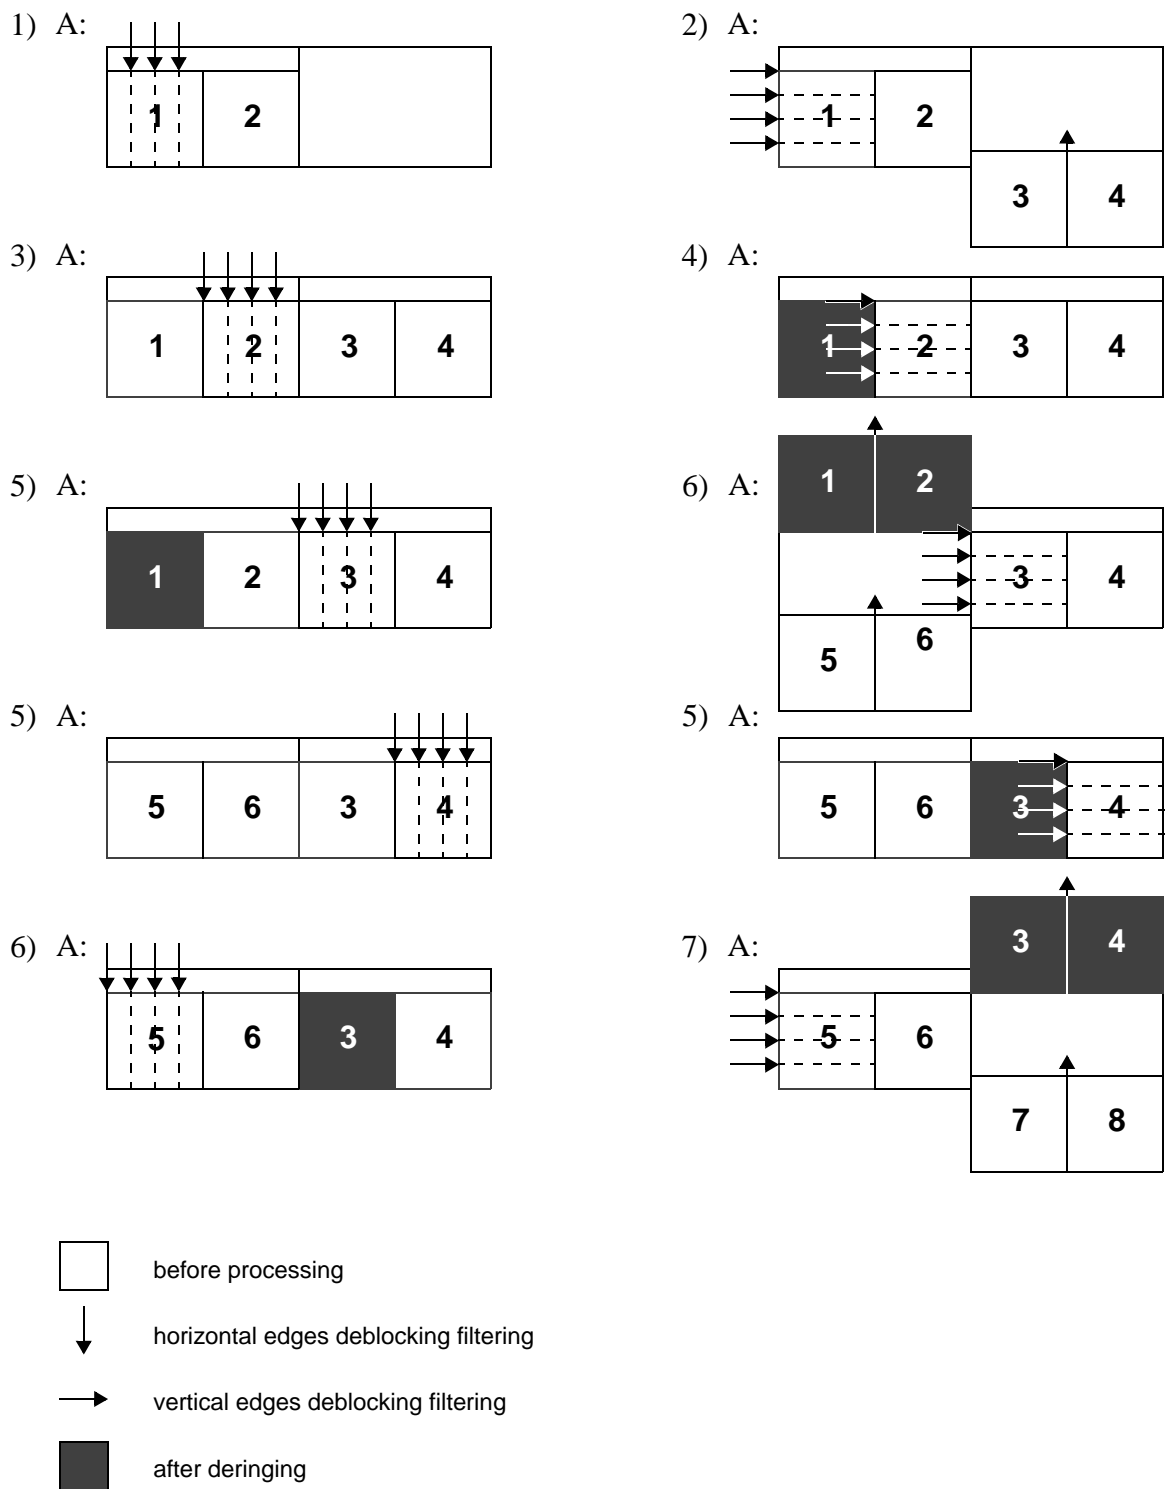 1) A:
1 2
2) A:
1 2
3 4
3) A:
1 2 3 4
4) A:
1 2 3 4
5) A:
1 2 3 4
6) A:
1 2
3 4
5 6
5) A:
5 6 3 4
5) A:
5 6 3 4
6) A:
5 6 3 4
7) A:
3 4
5 6
7 8
before processing
horizontal edges deblocking filtering
vertical edges deblocking filtering
after deringing